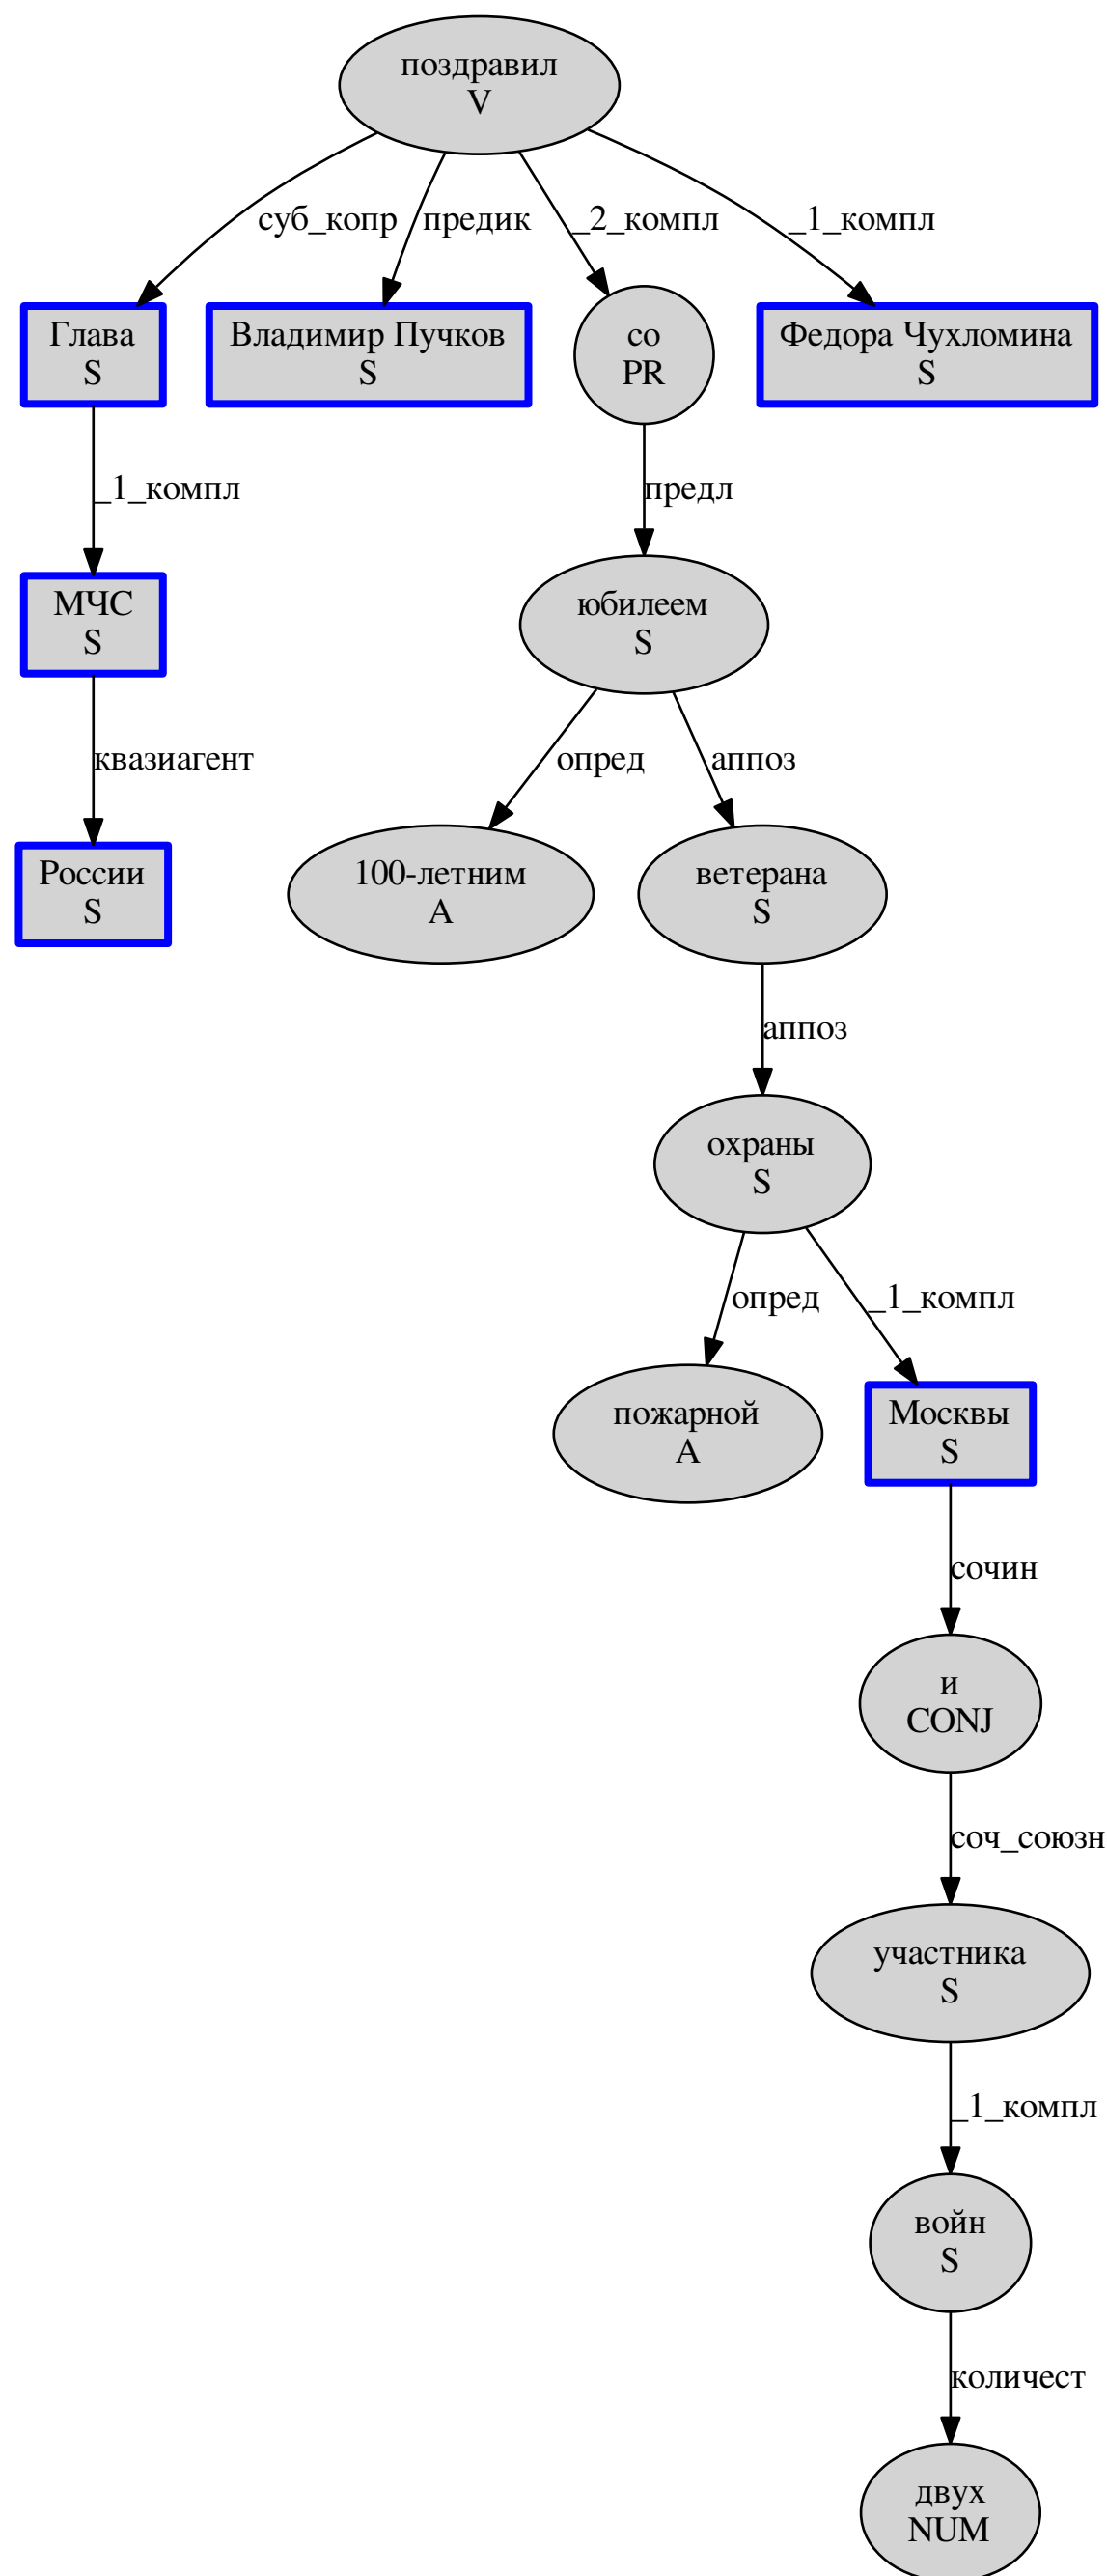 поздравил
V
суб_копр
предик
_2_компл
_1_компл
Глава
S
Владимир Пучков
S
со
PR
Федора Чухломина
S
_1_компл
предл
МЧС
S
юбилеем
S
квазиагент
опред
аппоз
России
S
100-летним
A
ветерана
S
аппоз
охраны
S
опред
_1_компл
пожарной
A
Москвы
S
сочин
и
CONJ
соч_союзн
участника
S
_1_компл
войн
S
количест
двух
NUM